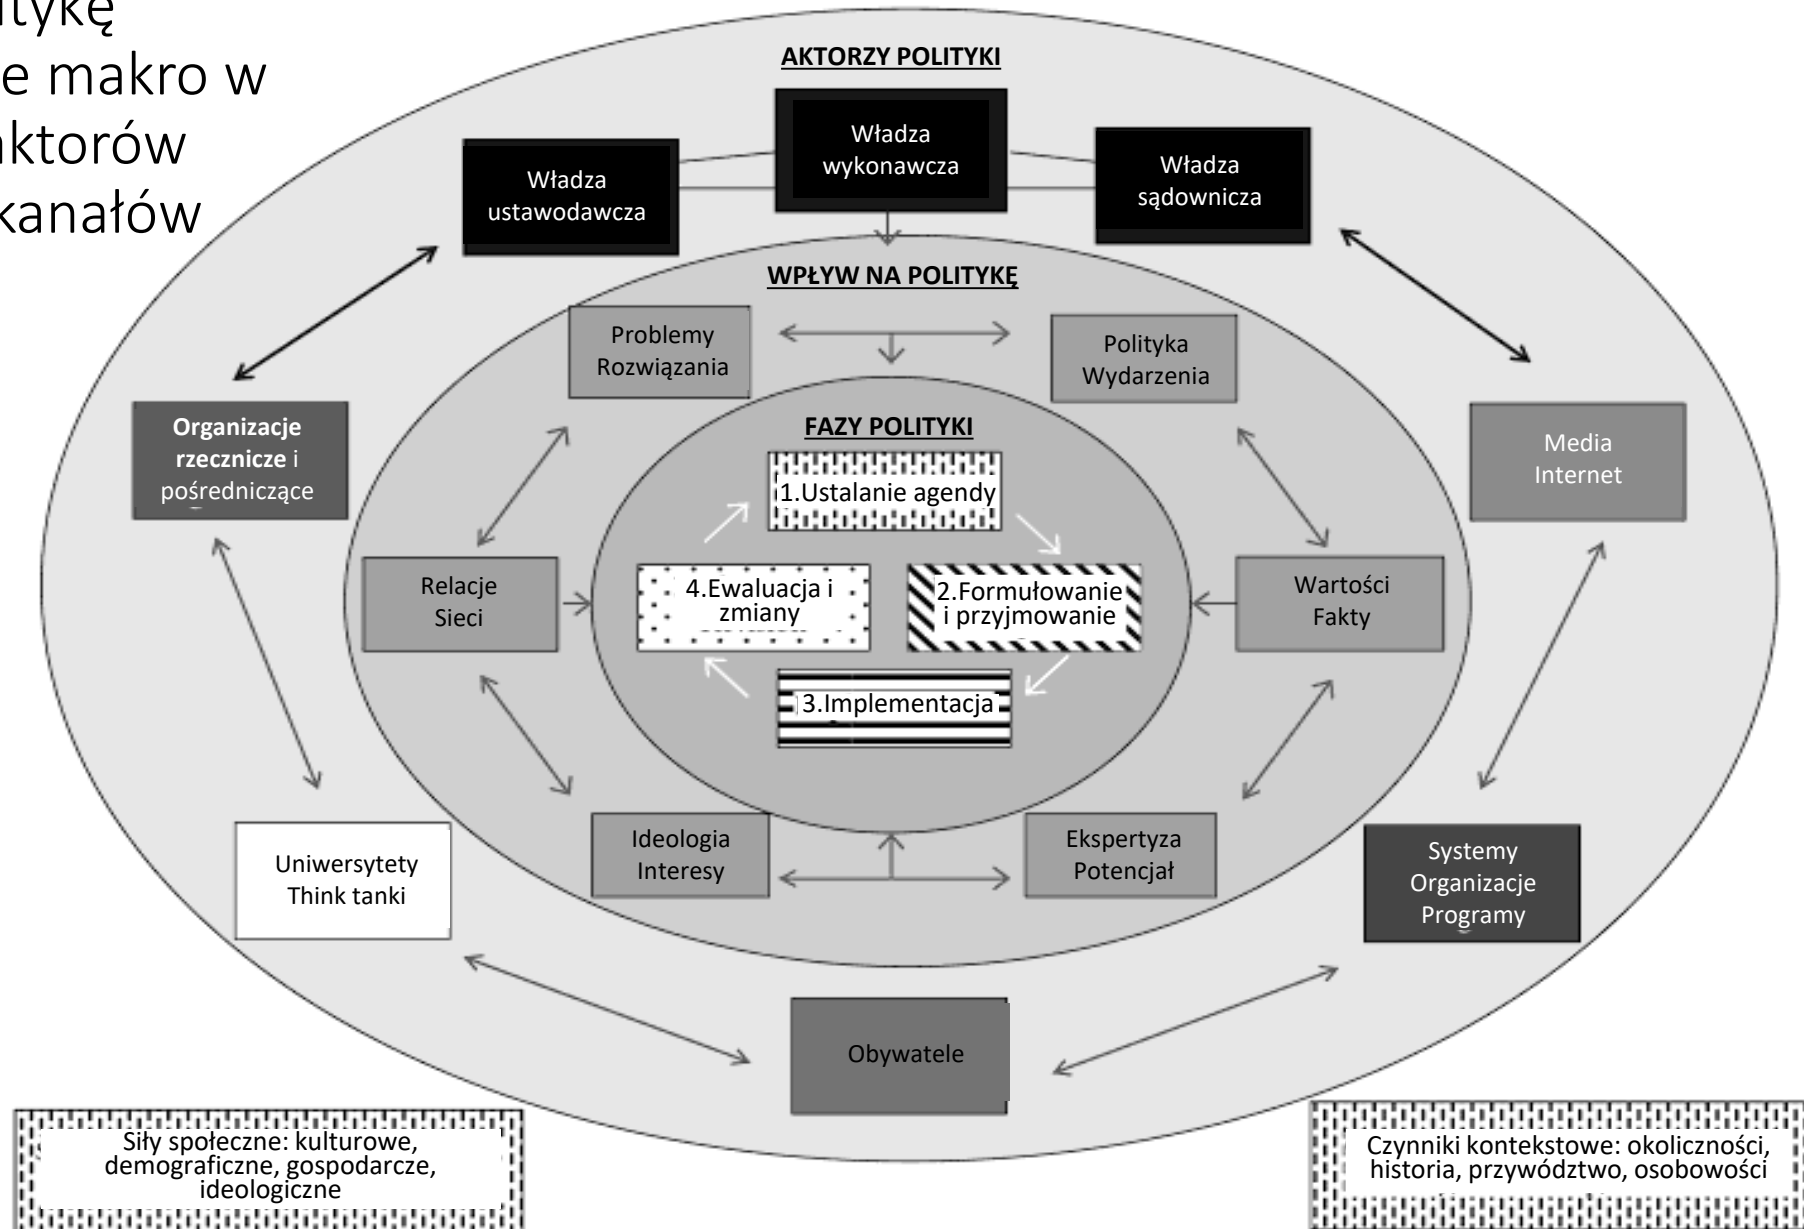 itykę
e makro w
aktorów
kanałów
AKTORZY POLITYKI
Władza
wykonawcza
Władza
ustawodawcza
Władza
sądownicza
WPŁYW NA POLITYKĘ
Problemy
Rozwiązania
Polityka
Wydarzenia
Organizacje
rzecznicze i
pośredniczące
Media
Internet
FAZY POLITYKI
1.Ustalanie agendy
Relacje
Sieci
4.Ewaluacja i
zmiany
2.Formułowanie
i przyjmowanie
Wartości
Fakty
3.Implementacja
Uniwersytety
Think tanki
Ideologia
Interesy
Ekspertyza
Potencjał
Systemy
Organizacje
Programy
Obywatele
Siły społeczne: kulturowe,
demograficzne, gospodarcze,
ideologiczne
Czynniki kontekstowe: okoliczności,
historia, przywództwo, osobowości